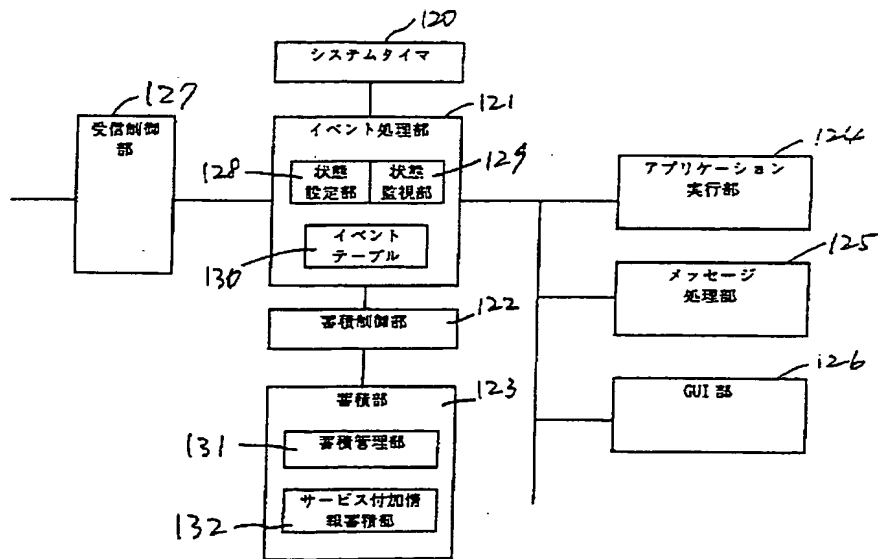 120
システムタイマ
127
受信制御
部
121
イベント処理部
128
状態
設定部
状態
監視部
129
イベント
テーブル
130
124
アプリケーション
実行部
125
メッセージ
処理部
122
蓄積制御部
126
GUI部
123
蓄積部
131
蓄積管理部
サービス付加情
報蓄積部
132